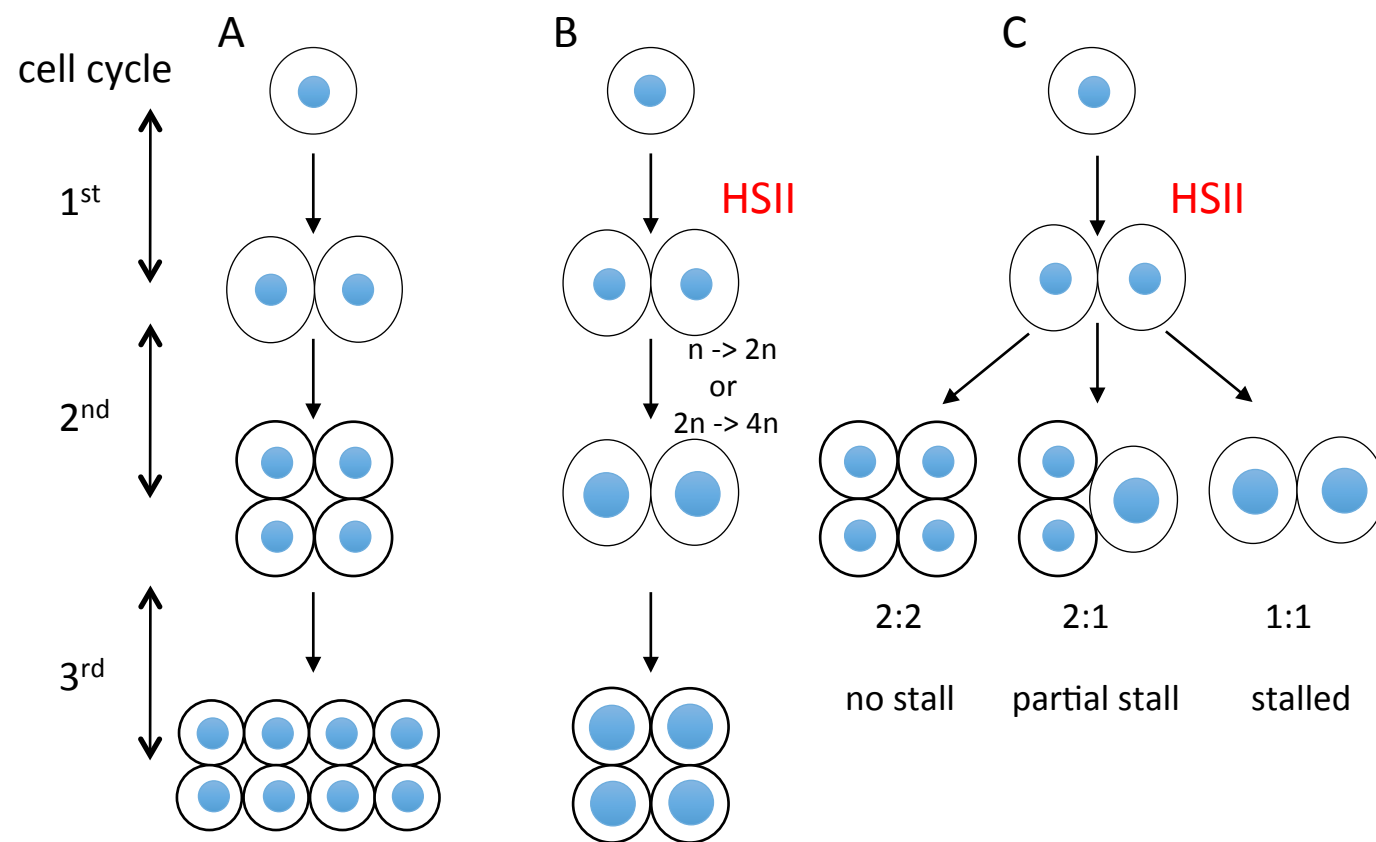 A
B
C
cell cycle
1st
HSII
HSII
n -> 2n
or
2n -> 4n
2nd
2:2
2:1
1:1
3rd
no stall
partial stall
stalled